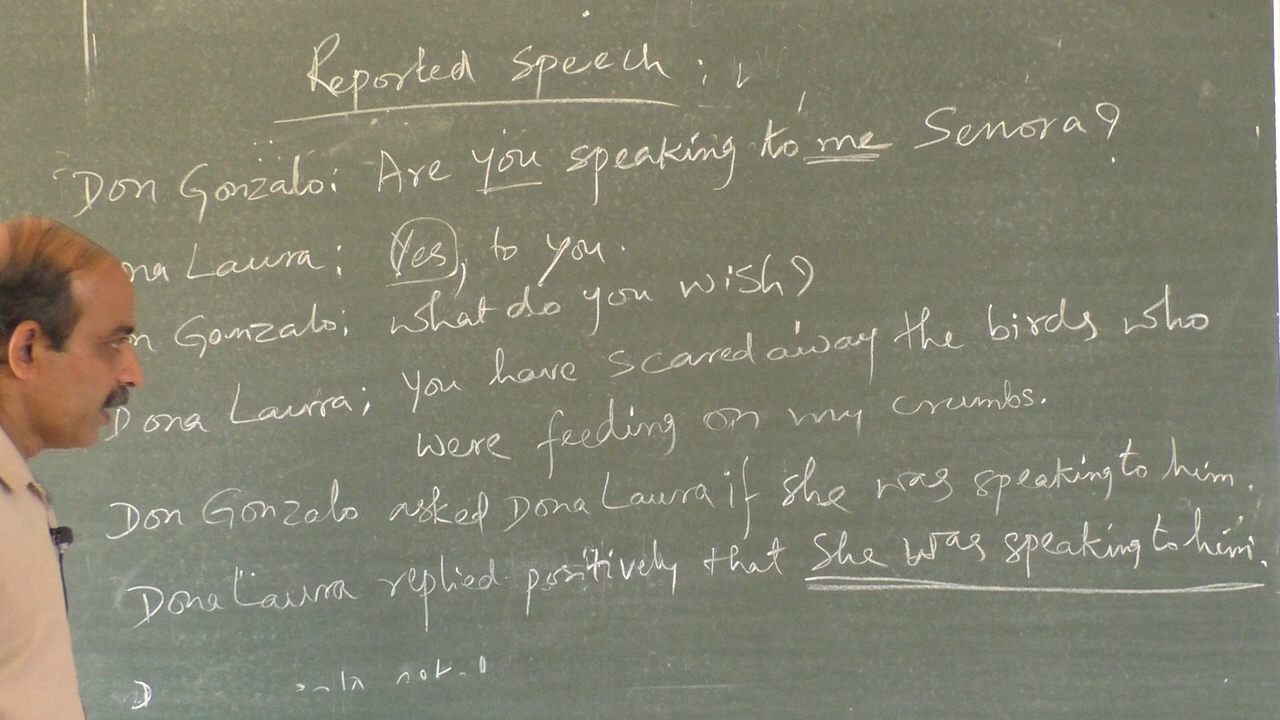 Reported Speech :
Don Gonzalo: Are you speaking to me Senora?
na Laura: Yes, to you.
n Gonzalo: What do you wish?
Dona Laura; You have scared away the birds who
were feeding on my crumbs.
Don Gonzalo asked Dona Laura if she was speaking to him.
Dona Laura replied positively that She was speaking to him.
D